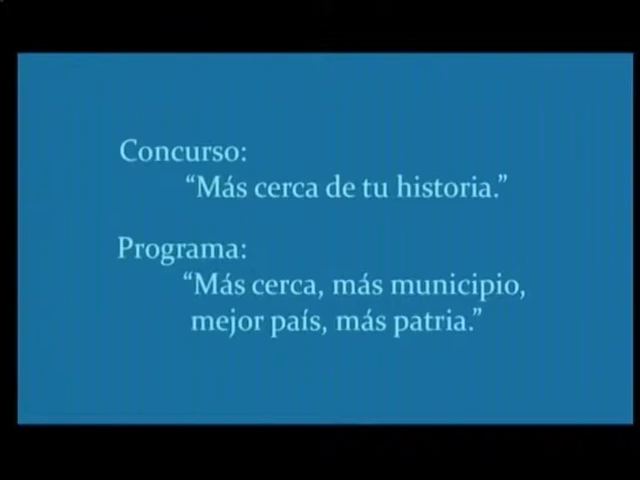 Concurso:
“Más cerca de tu historia.”
Programa:
“Más cerca, más municipio,
mejor país, más patria.”